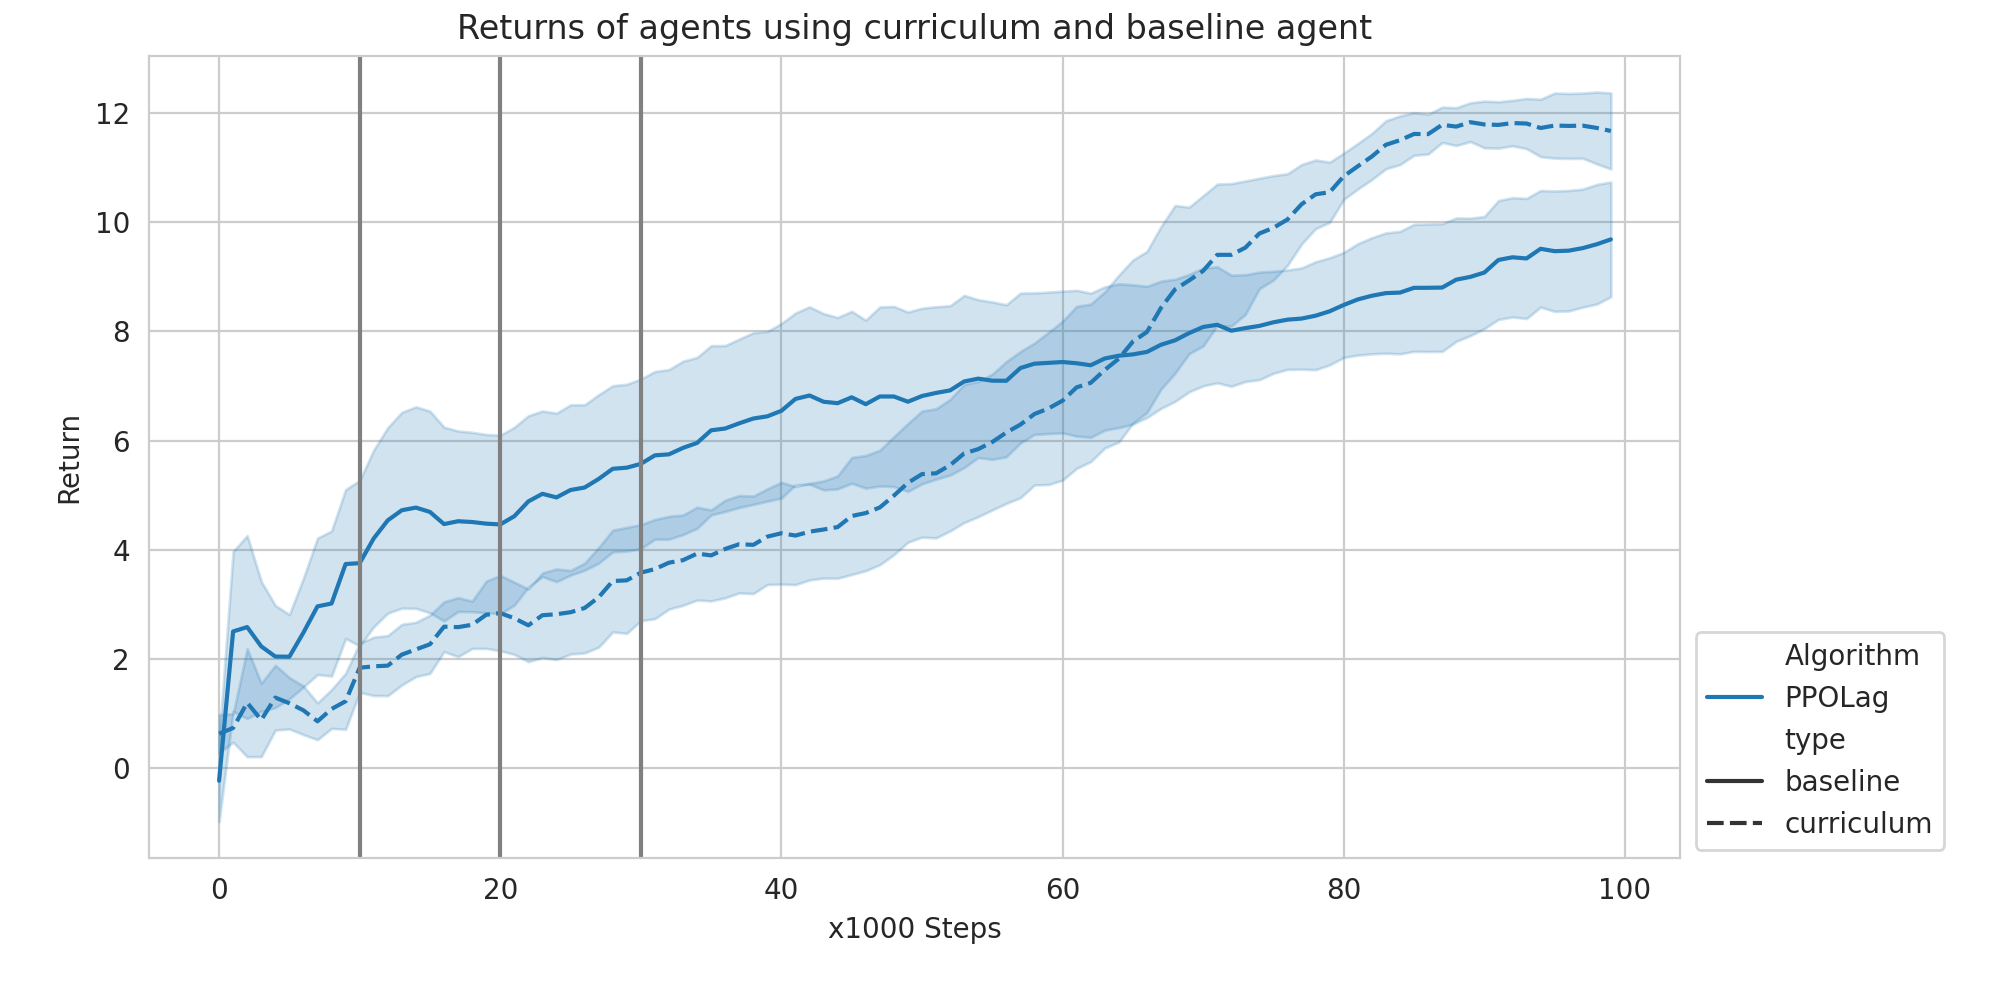 Returns of agents using curriculum and baseline agent
12
10
8
6
4
2
0
Return
0 20 40 60 80 100
x1000 Steps
Algorithm
PPOLag
type
baseline
curriculum